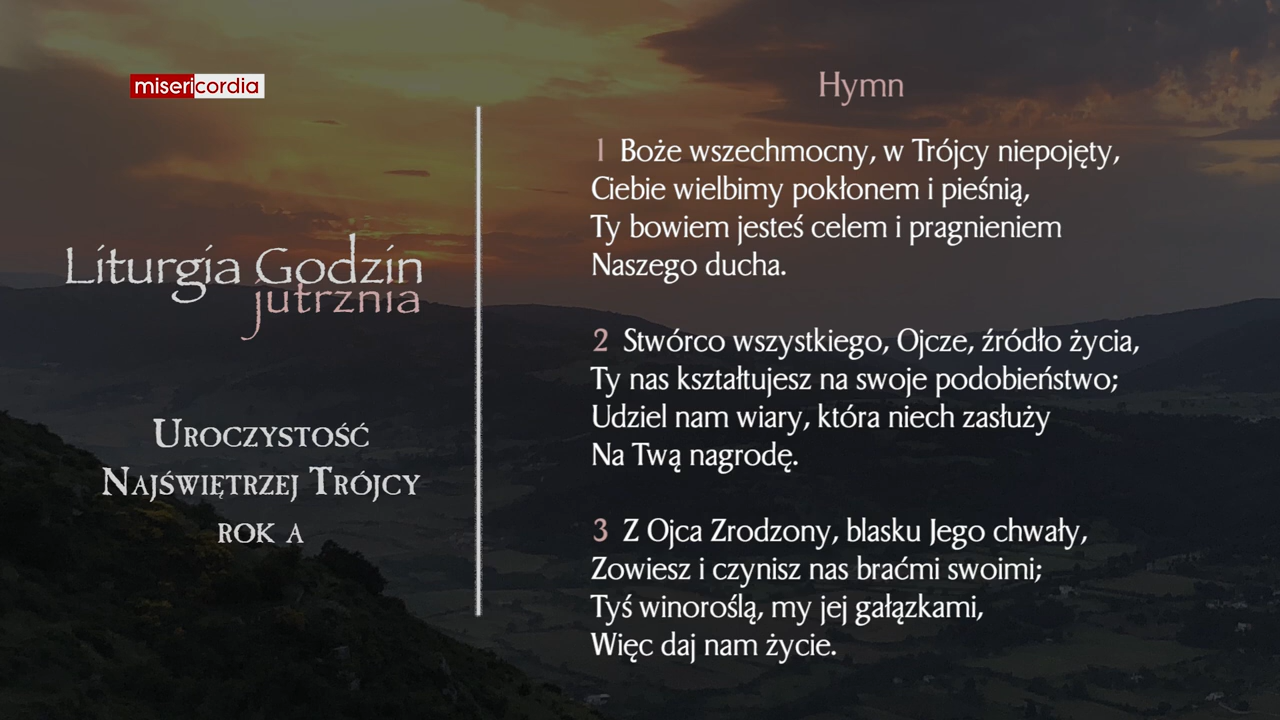 misericordia
Liturgia Godzin
jutrznia
Uroczystość
Najświętrzej Trójcy
rok a
Hymn
1 Boże wszechmocny, w Trójcy niepojęty,
Ciebie wielbimy pokłonem i pieśnią,
Ty bowiem jesteś celem i pragnieniem
Naszego ducha.
2 Stwórco wszystkiego, Ojcze, źródło życia,
Ty nas kształtujesz na swoje podobieństwo;
Udziel nam wiary, która niech zasłuży
Na Twą nagrodę.
3 Z Ojca Zrodzony, blasku Jego chwały,
Zowiesz i czynisz nas braćmi swoimi;
Tyś winoroślą, my jej gałązkami,
Więc daj nam życie.